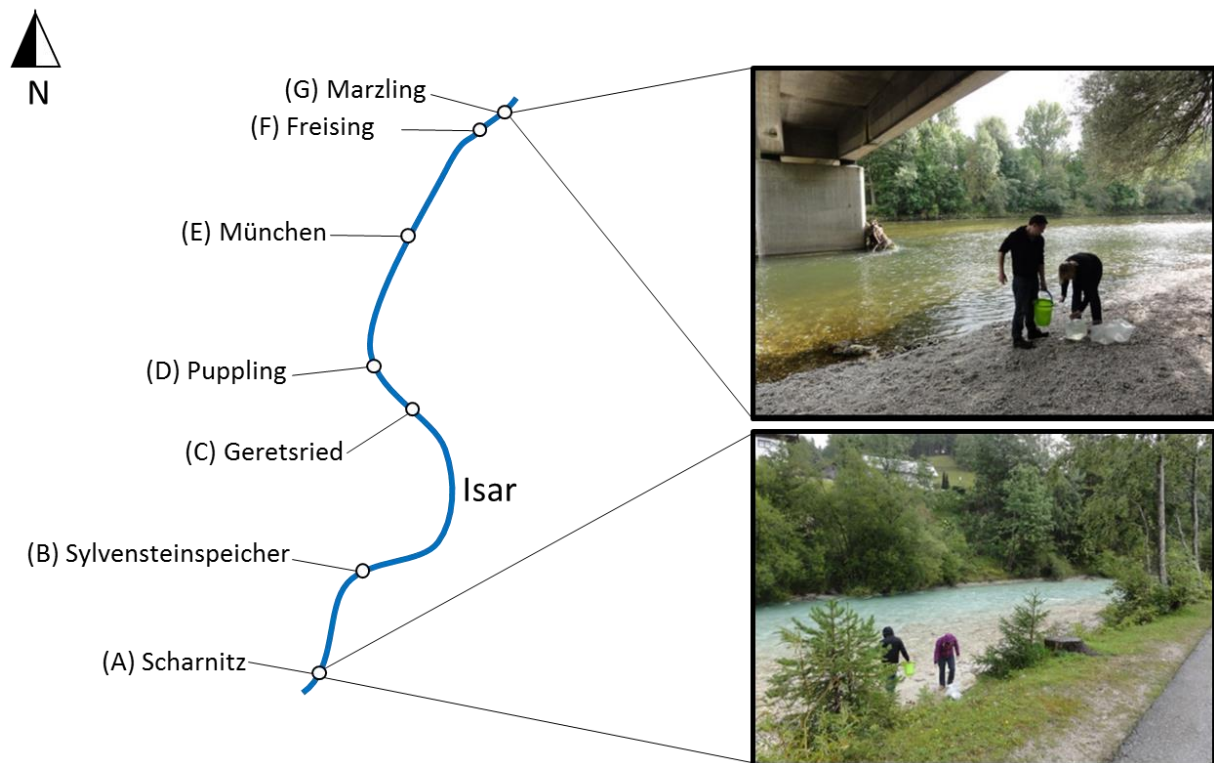 N
(G) Marzling
(F) Freising
(E) München
(D) Puppling
(C) Geretsried
Isar
(B) Sylvensteinspeicher
(A) Scharnitz